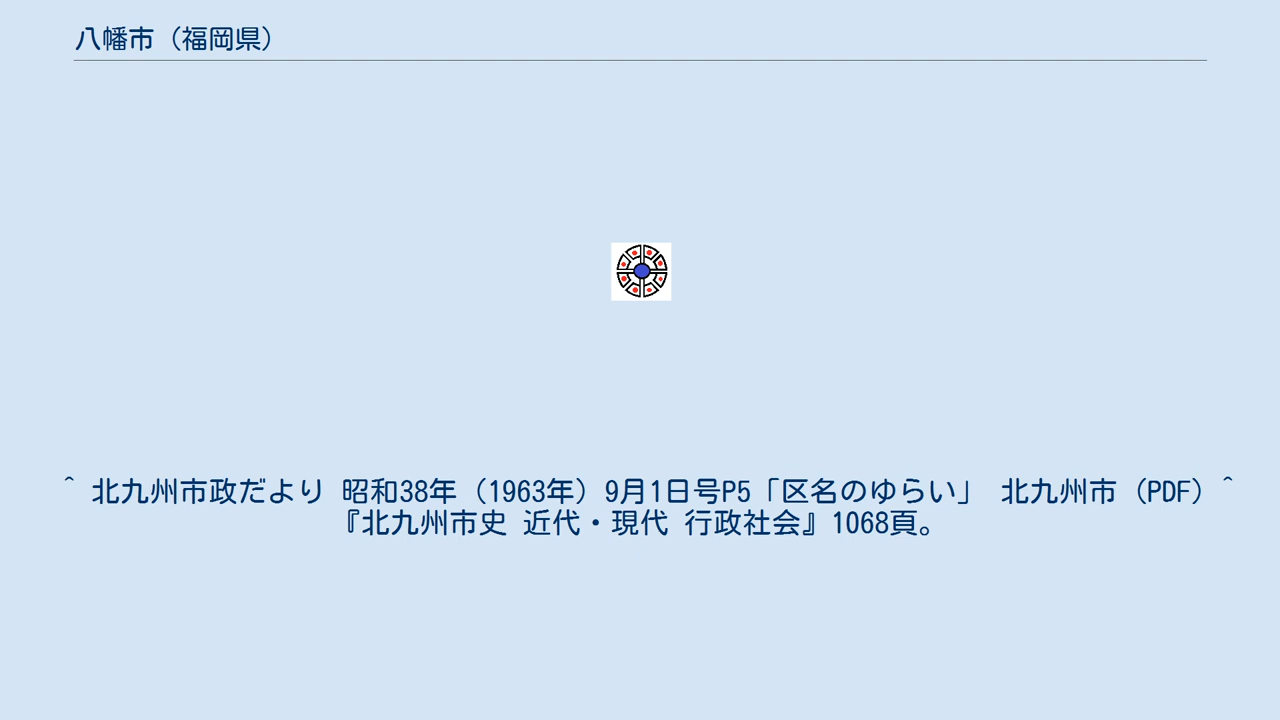 八幡市（福岡県）
^ 北九州市政だより 昭和38年（1963年）9月1日号P5「区名のゆらい」 北九州市（PDF）^
『北九州市史 近代・現代 行政社会』1068頁。